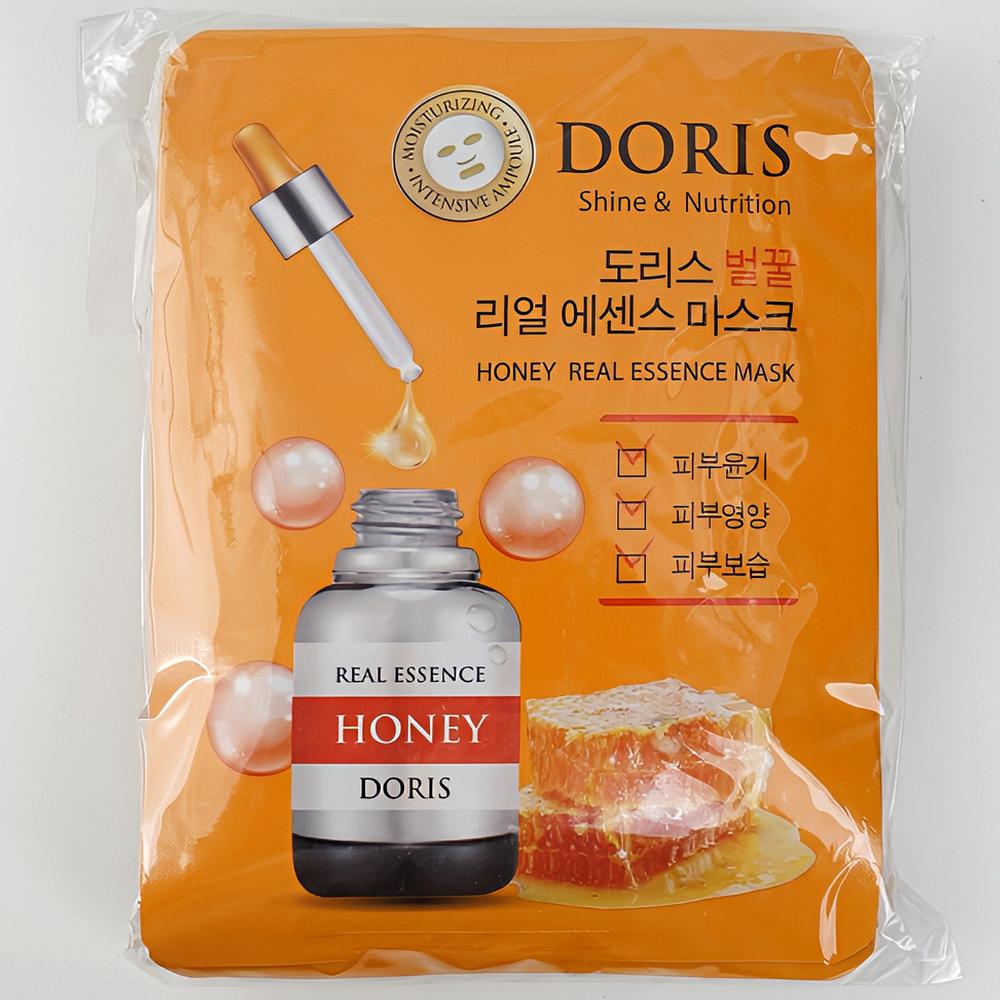 MOISTURIZING • INTENSIVE AMPOULE •
DORIS
Shine & Nutrition
도리스 벌꿀
리얼 에센스 마스크
HONEY REAL ESSENCE MASK
피부윤기
피부영양
피부보습
REAL ESSENCE
HONEY
DORIS